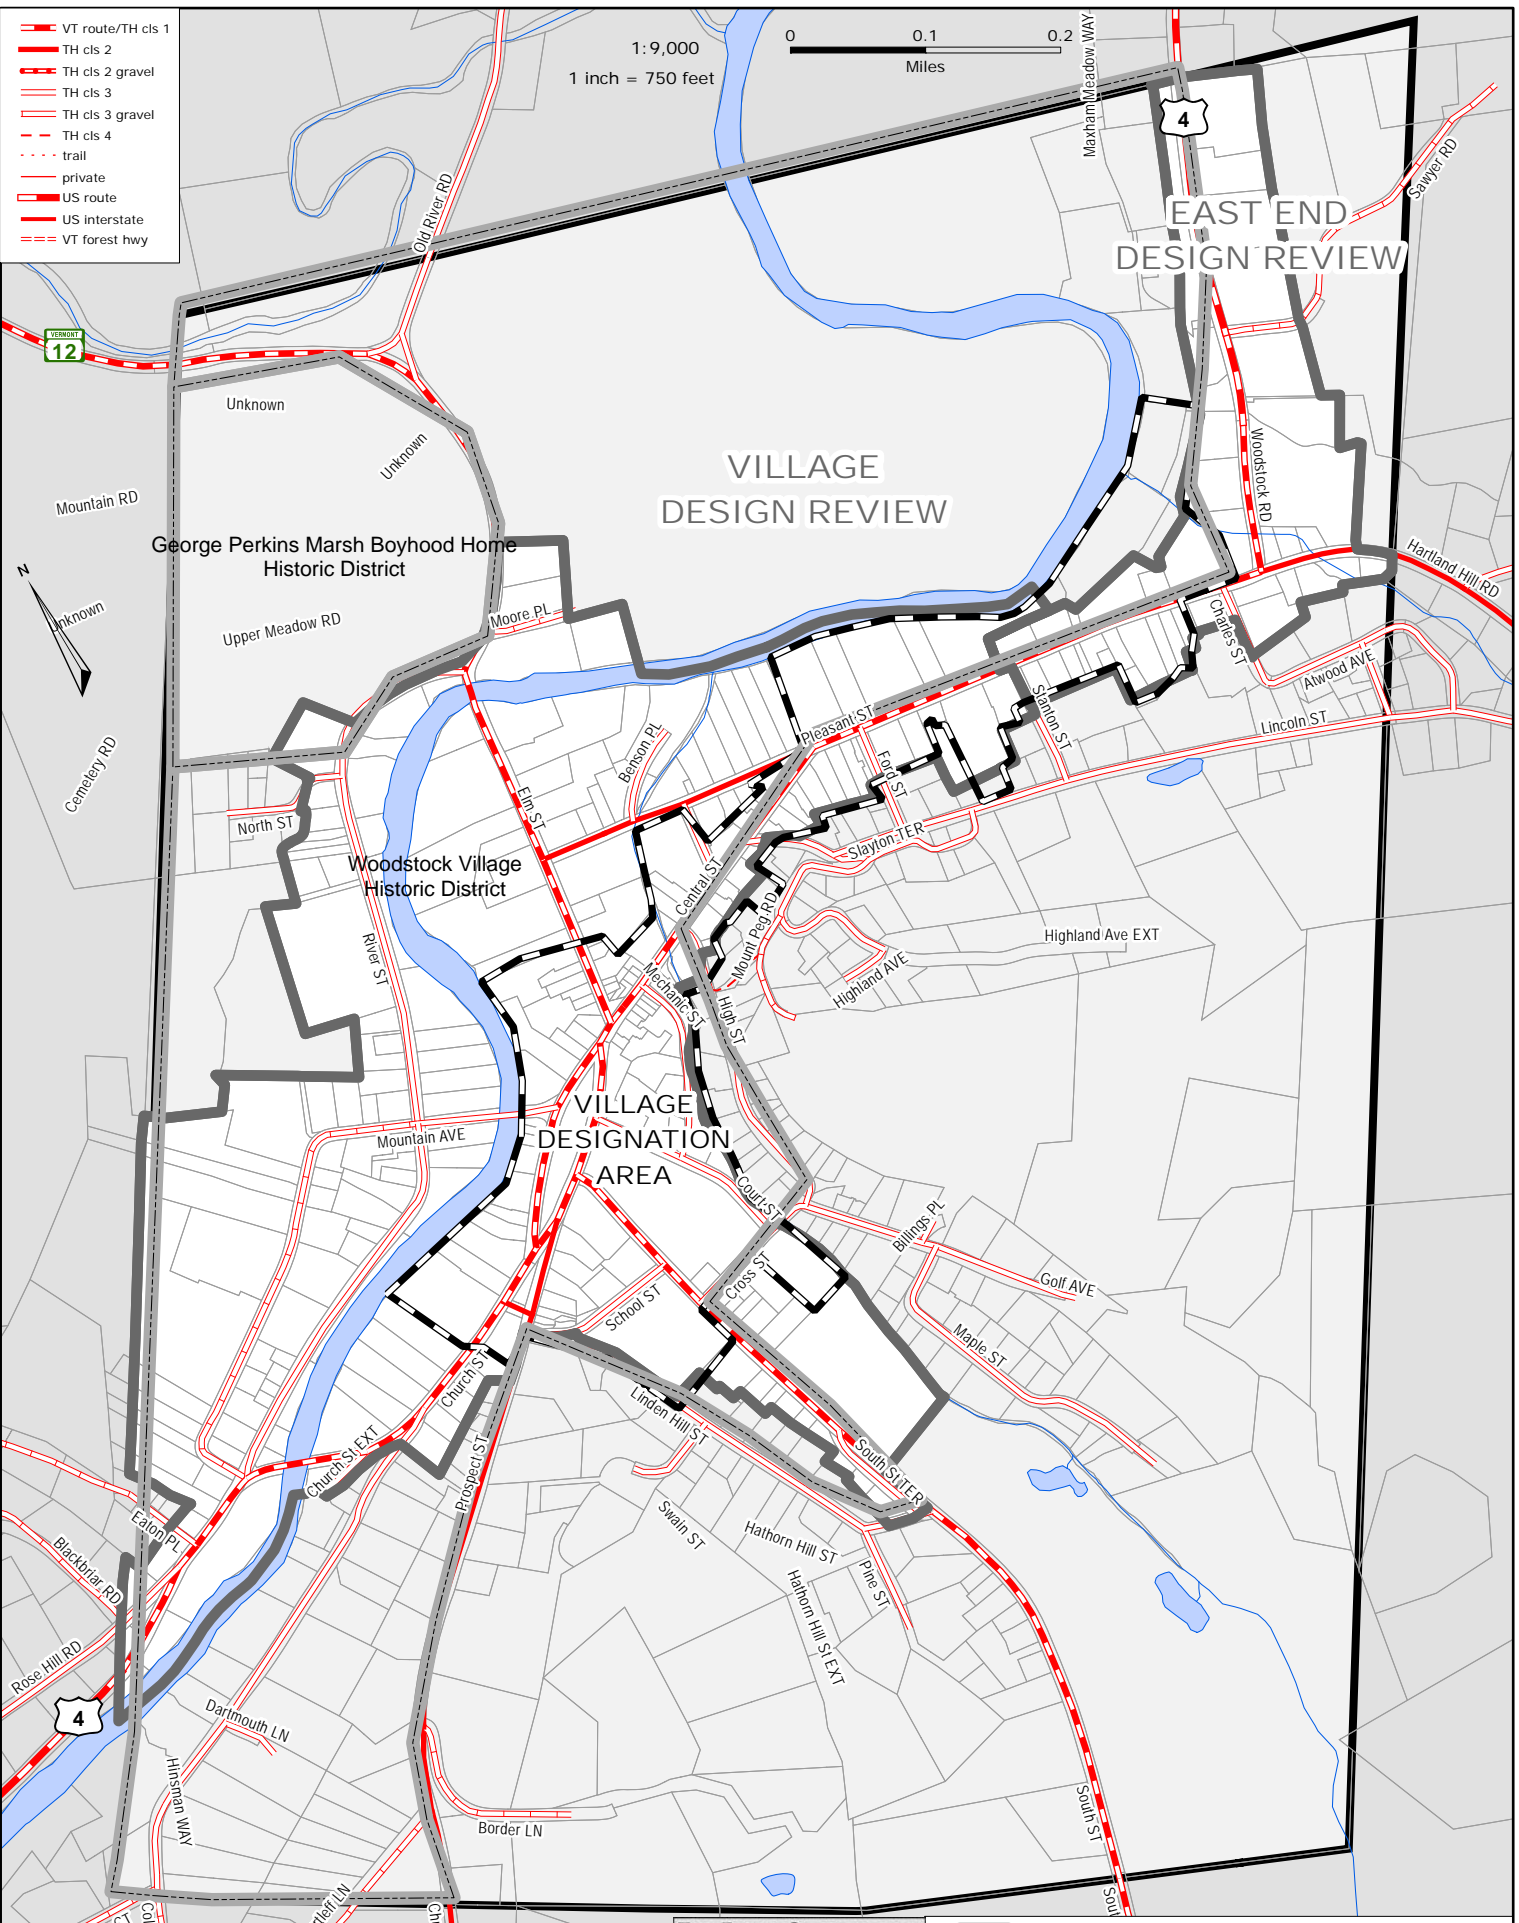 VT route/TH cls 1
TH cls 2
TH cls 2 gravel
TH cls 3
TH cls 3 gravel
TH cls 4
trail
private
US route
US interstate
VT forest hwy
1:9,000
1 inch = 750 feet
0 0.1 0.2
Miles
Maxham Meadow WAY
4
Sawyer RD
EAST END
DESIGN REVIEW
Old River RD
VERMONT
12
Unknown
Unknown
Mountain RD
VILLAGE
DESIGN REVIEW
Woodstock RD
George Perkins Marsh Boyhood Home
Historic District
Hartland Hill RD
N
Unknown
Upper Meadow RD
Moore PL
Charles ST
Atwood AVE
Cemetery RD
Benson PL
Pleasant ST
Slanton ST
Lincoln ST
Ford ST
North ST
Elm ST
Slayton TER
Woodstock Village
Historic District
Central ST
Mount Peg RD
Highland Ave EXT
River ST
Mechanic ST
High ST
Highland AVE
VILLAGE
DESIGNATION
AREA
Mountain AVE
Court ST
Billings PL
Cross ST
Golf AVE
School ST
Maple ST
Church ST
Linden Hill ST
Church St EXT
Prospect ST
South St TER
Eaton PL
Swain ST
Hathorn Hill ST
Blackbriar RD
Pine ST
Hathorn Hill St EXT
Rose Hill RD
4
Dartmouth LN
Hinsman WAY
Border LN
South ST